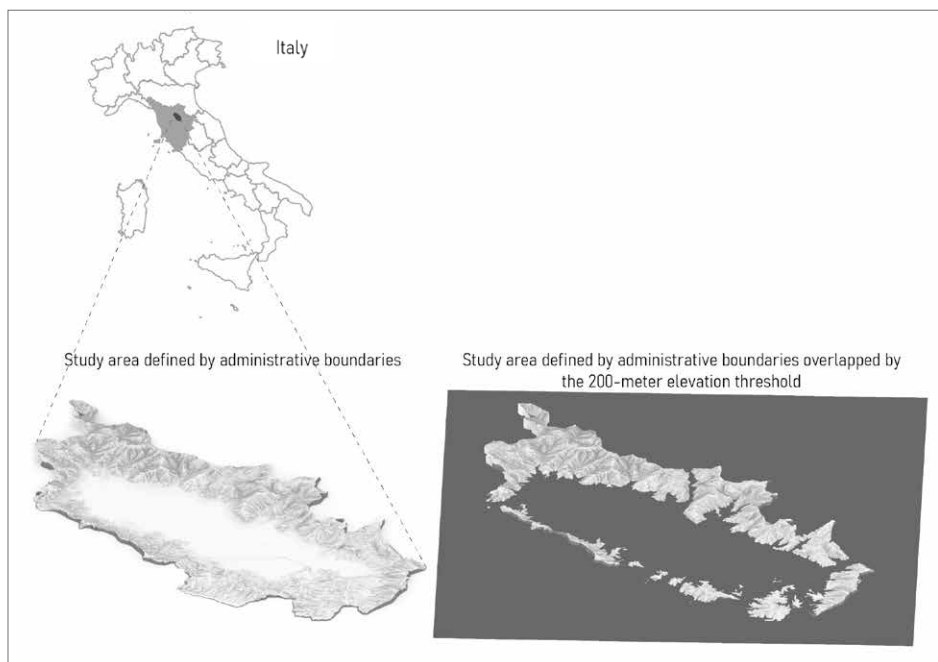 Italy
Study area defined by administrative boundaries
Study area defined by administrative boundaries overlapped by
the 200-meter elevation threshold